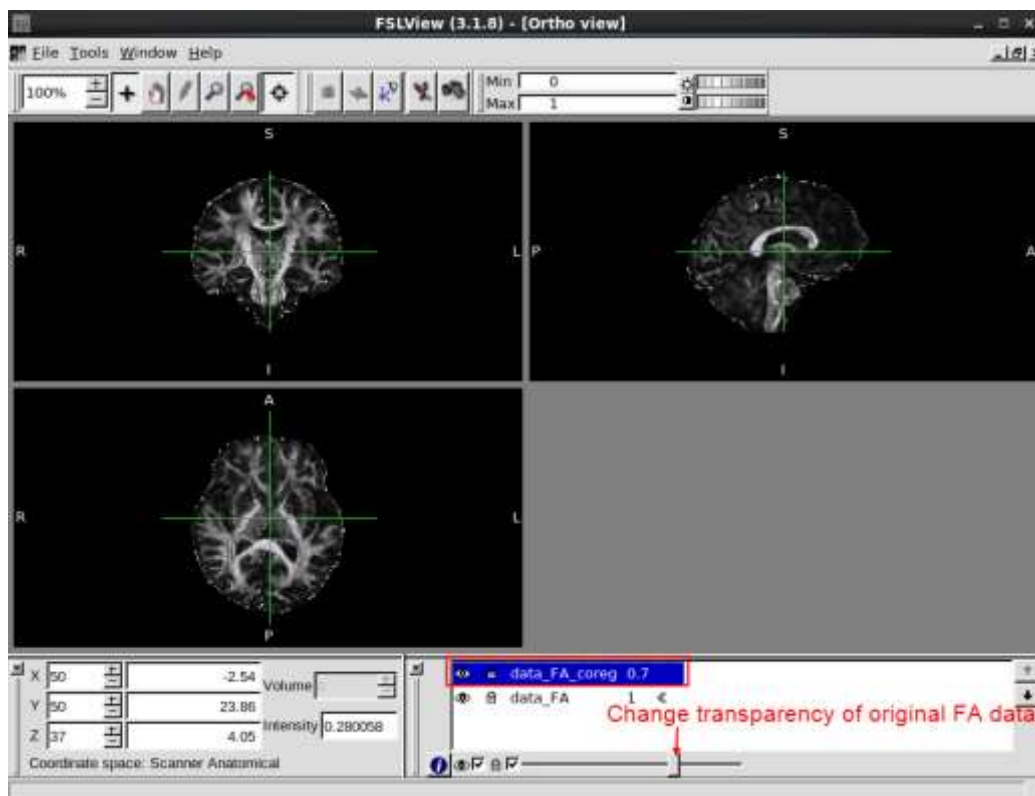 FSLView (3.1.8) - [Ortho view]
File Tools Window Help
100%
Min 0
Max 1
S
S
R
L
P
A
I
I
A
R
L
P
X 50 -2.54
Volume
Y 50 23.86
Intensity 0.280058
Z 37 4.05
Coordinate space: Scanner Anatomical
data_FA_coreg 0.7
data_FA 1
Change transparency of original FA data